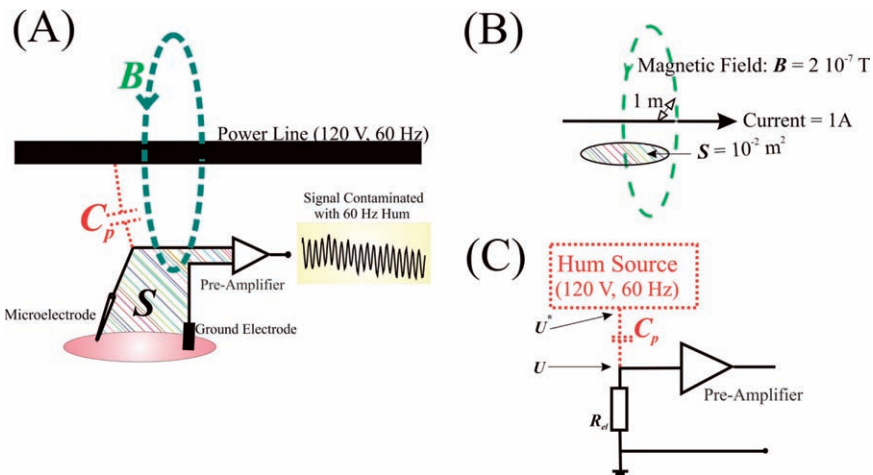 (A)
B
Power Line (120 V, 60 Hz)
Cp
Signal Contaminated
with 60 Hz Hum
S
Pre-Amplifier
Microelectrode
Ground Electrode
(B)
Magnetic Field: B = 2 10⁻⁷ T
1 m
Current = 1A
S = 10⁻² m²
(C)
Hum Source
(120 V, 60 Hz)
U*
Cp
U
Pre-Amplifier
Rel